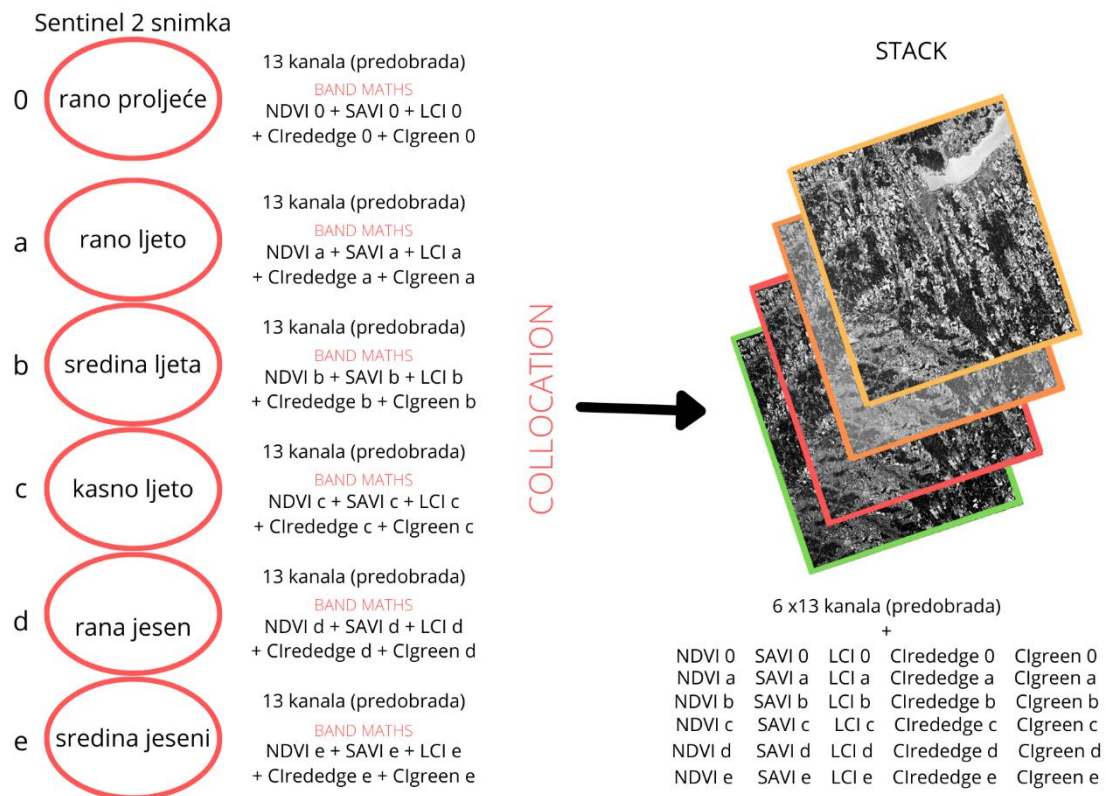 Sentinel 2 snimka
0
rano proljeće
13 kanala (predobrada)
BAND MATHS
NDVI 0 + SAVI 0 + LCI 0
+ CIrededge 0 + CIgreen 0
a
rano ljeto
13 kanala (predobrada)
BAND MATHS
NDVI a + SAVI a + LCI a
+ CIrededge a + CIgreen a
b
sredina ljeta
13 kanala (predobrada)
BAND MATHS
NDVI b + SAVI b + LCI b
+ CIrededge b + CIgreen b
c
kasno ljeto
13 kanala (predobrada)
BAND MATHS
NDVI c + SAVI c + LCI c
+ CIrededge c + CIgreen c
d
rana jesen
13 kanala (predobrada)
BAND MATHS
NDVI d + SAVI d + LCI d
+ CIrededge d + CIgreen d
e
sredina jeseni
13 kanala (predobrada)
BAND MATHS
NDVI e + SAVI e + LCI e
+ CIrededge e + CIgreen e
COLLOCATION
STACK
6 x13 kanala (predobrada)
+
NDVI 0 SAVI 0 LCI 0 CIrededge 0 CIgreen 0
NDVI a SAVI a LCI a CIrededge a CIgreen a
NDVI b SAVI b LCI b CIrededge b CIgreen b
NDVI c SAVI c LCI c CIrededge c CIgreen c
NDVI d SAVI d LCI d CIrededge d CIgreen d
NDVI e SAVI e LCI e CIrededge e CIgreen e